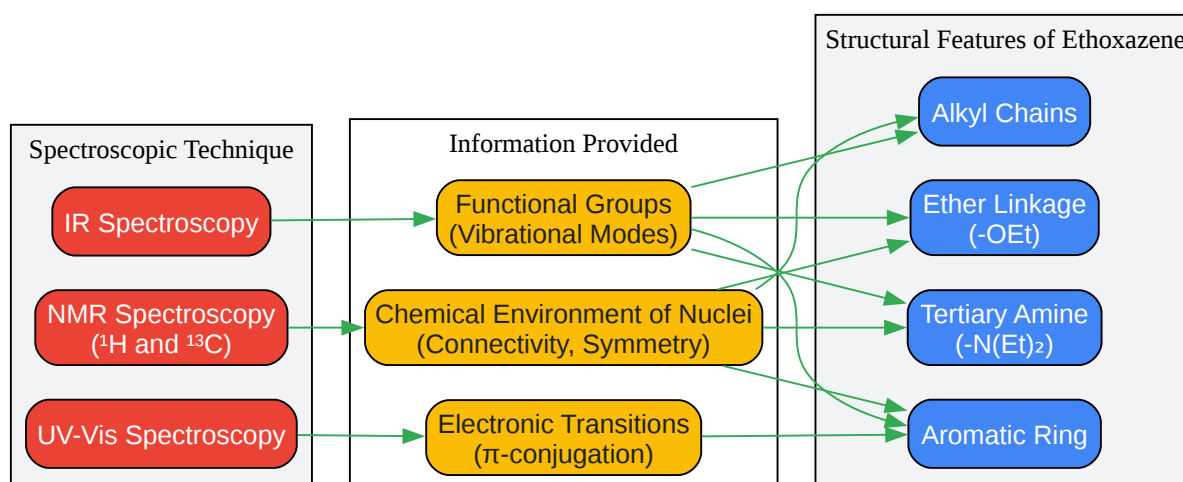 Spectroscopic Technique
IR Spectroscopy
NMR Spectroscopy
(¹H and ¹³C)
UV-Vis Spectroscopy
Information Provided
Functional Groups
(Vibrational Modes)
Chemical Environment of Nuclei
(Connectivity, Symmetry)
Electronic Transitions
(π-conjugation)
Structural Features of Ethoxazene
Alkyl Chains
Ether Linkage
(-OEt)
Tertiary Amine
(-N(Et)₂)
Aromatic Ring